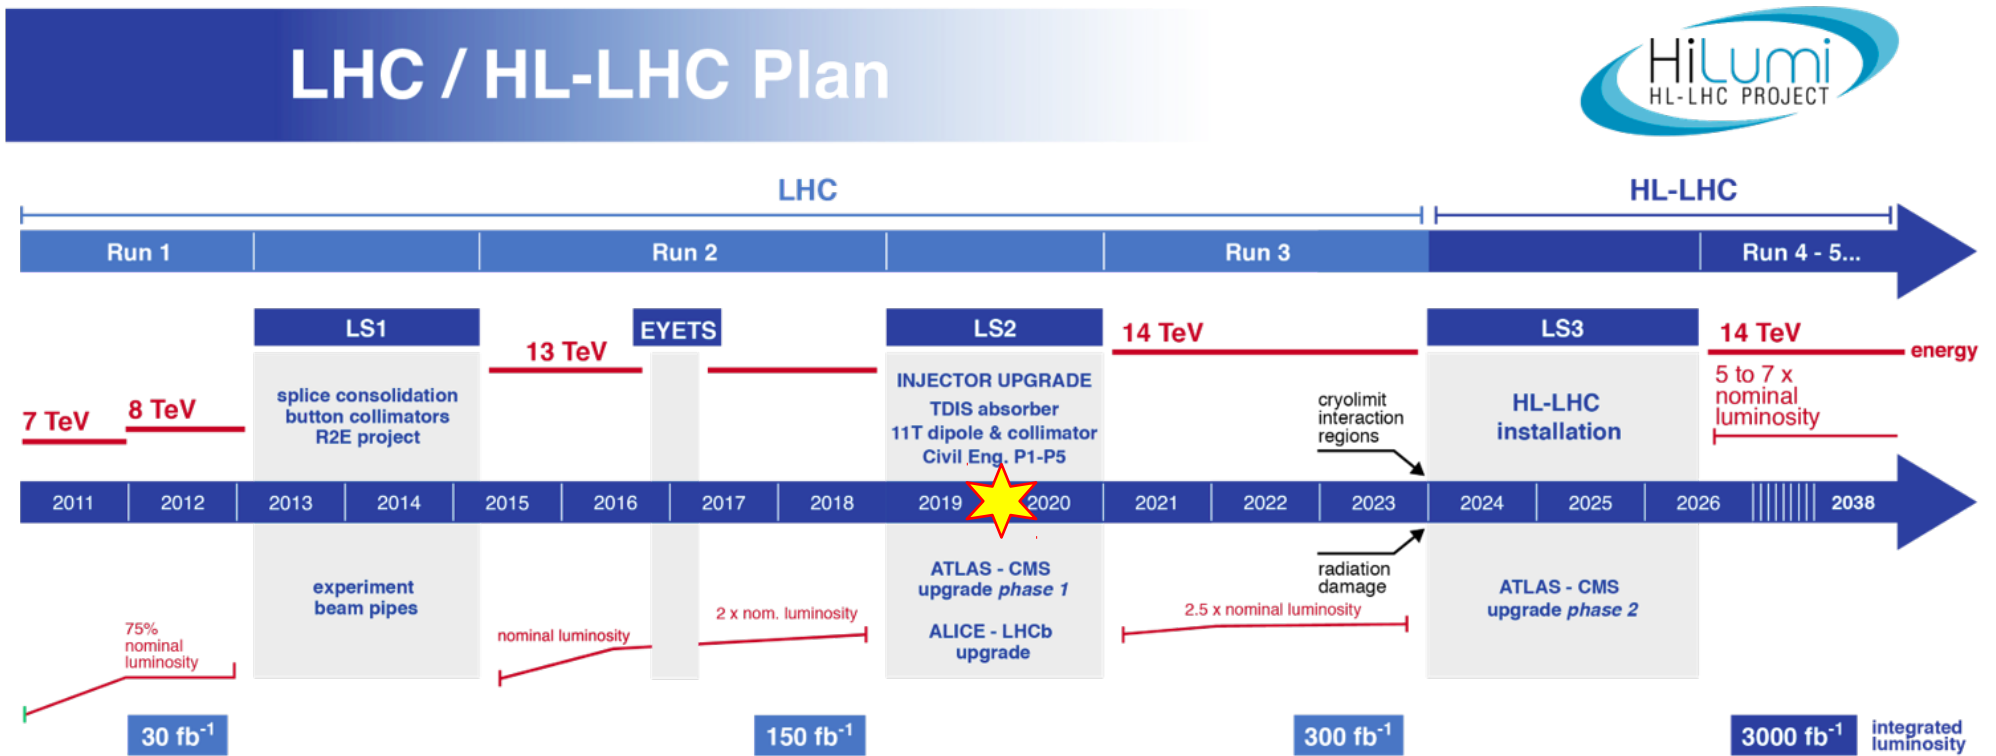 LHC / HL-LHC Plan
HiLumi
HL-LHC PROJECT
LHC
HL-LHC
Run 1
Run 2
Run 3
Run 4 - 5...
LS1
EYETS
LS2
LS3
7 TeV
8 TeV
13 TeV
14 TeV
14 TeV
energy
splice consolidation
button collimators
R2E project
INJECTOR UPGRADE
TDIS absorber
11T dipole & collimator
Civil Eng. P1-P5
cryolimit
interaction
regions
HL-LHC
installation
5 to 7 x
nominal
luminosity
2011
2012
2013
2014
2015
2016
2017
2018
2019
2020
2021
2022
2023
2024
2025
2026
2038
75%
nominal
luminosity
experiment
beam pipes
nominal luminosity
2 x nom. luminosity
ATLAS - CMS
upgrade phase 1
ALICE - LHCb
upgrade
2.5 x nominal luminosity
radiation
damage
ATLAS - CMS
upgrade phase 2
30 fb-1
150 fb-1
300 fb-1
3000 fb-1
integrated
luminosity